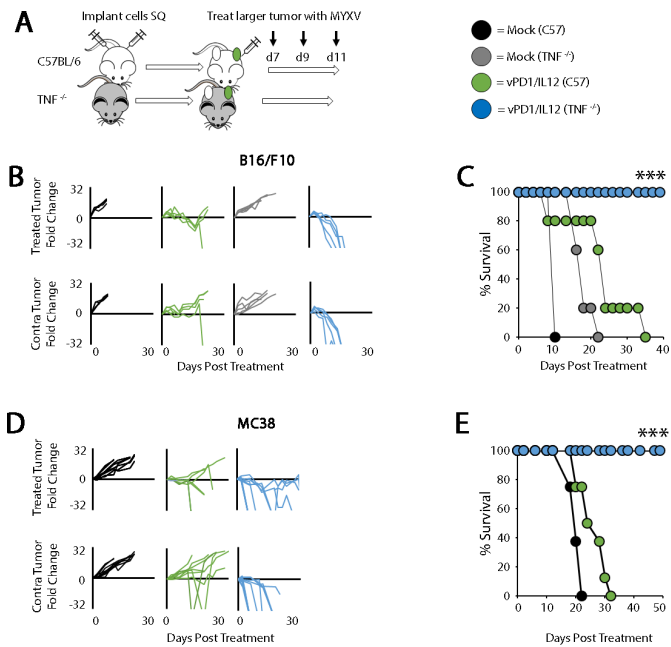 A
Implant cells SQ
Treat larger tumor with MYXV
d7 d9 d11
C57BL/6
TNF -/-
= Mock (C57)
= Mock (TNF -/-)
= vPD1/IL12 (C57)
= vPD1/IL12 (TNF -/-)
B16/F10
B
Treated Tumor
Fold Change
32
0
-32
Contra Tumor
Fold Change
32
0
-32
0 30 0 30 0 30 0 30
Days Post Treatment
C
***
% Survival
100
80
60
40
20
0
0 10 20 30 40
Days Post Treatment
MC38
D
Treated Tumor
Fold Change
32
0
-32
Contra Tumor
Fold Change
32
0
-32
0 30 0 30 0 30
Days Post Treatment
E
***
% Survival
100
80
60
40
20
0
0 10 20 30 40 50
Days Post Treatment